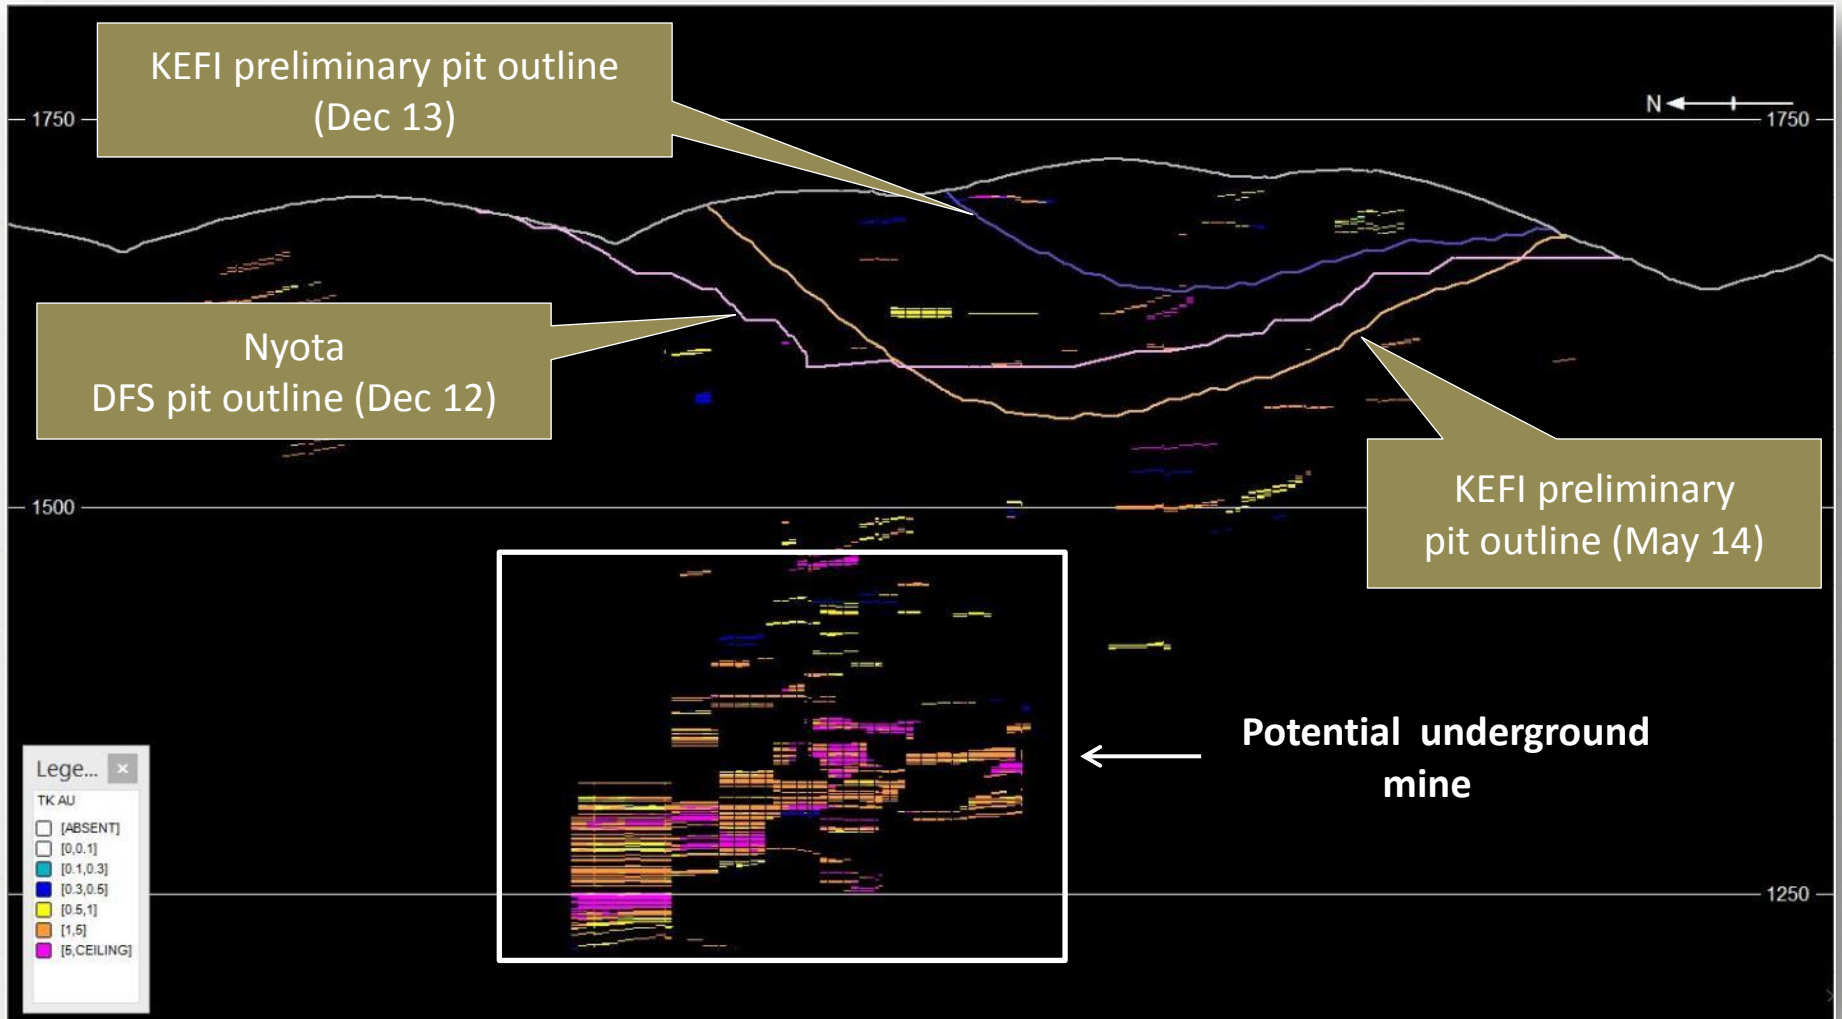 KEFI preliminary pit outline
(Dec 13)
N
1750
1750
Nyota
DFS pit outline (Dec 12)
KEFI preliminary
pit outline (May 14)
1500
Potential underground
mine
Lege...
TK AU
[ABSENT]
[0,0.1]
[0.1,0.3]
[0.3,0.5]
[0.5,1]
[1,5]
[5,CEILING]
1250